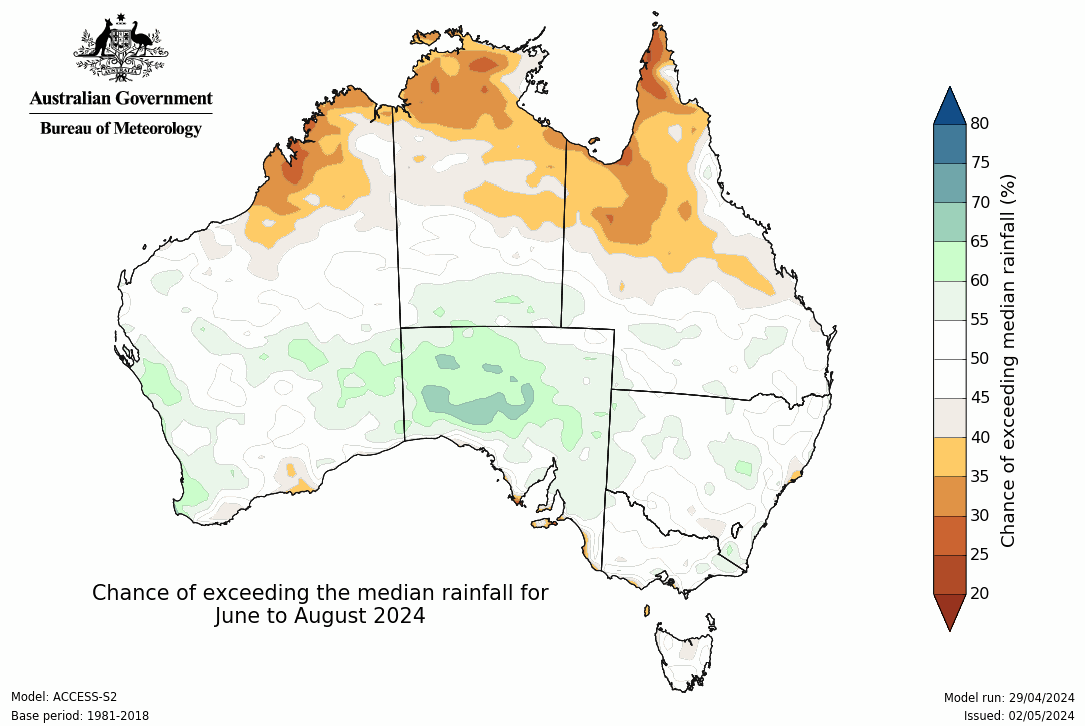 Australian Government
Bureau of Meteorology
80
75
70
65
60
55
50
45
40
35
30
25
20
Chance of exceeding median rainfall (%)
Chance of exceeding the median rainfall for
June to August 2024
Model: ACCESS-S2
Base period: 1981-2018
Model run: 29/04/2024
Issued: 02/05/2024